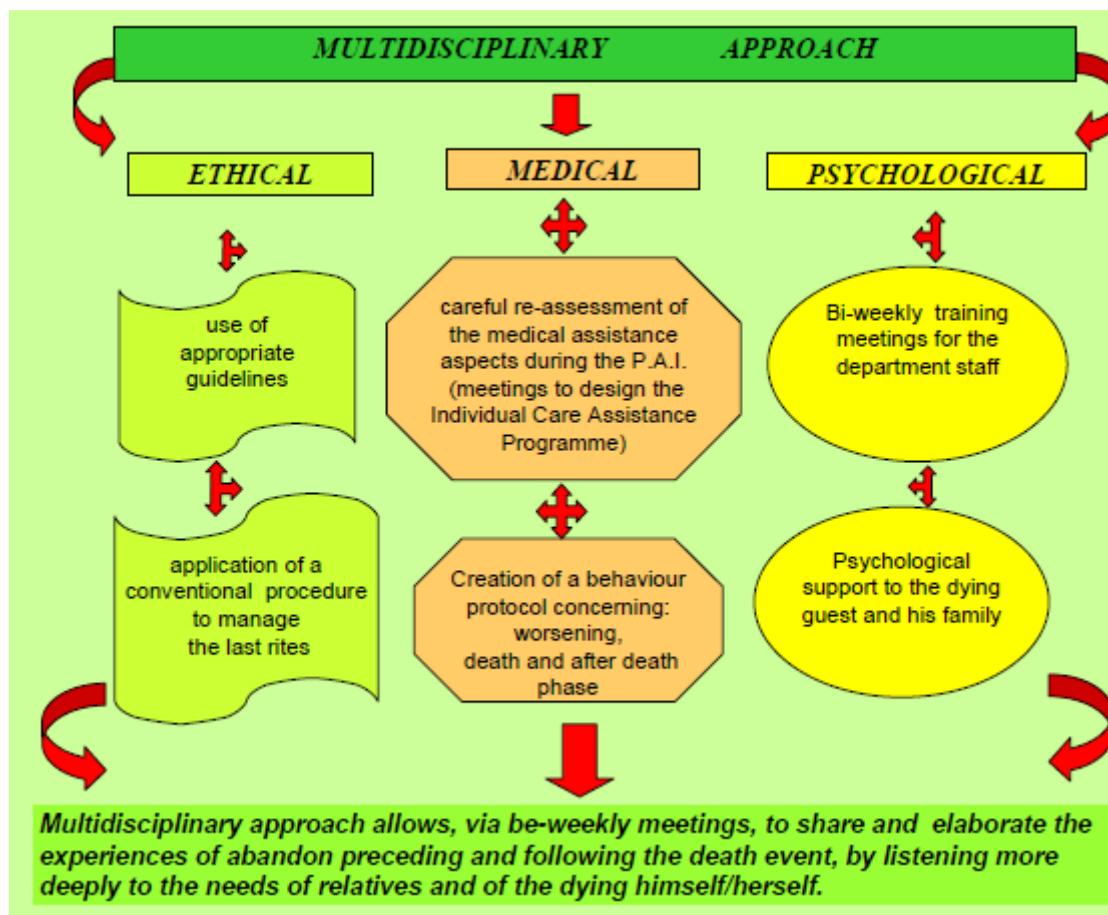 MULTIDISCIPLINARY APPROACH
ETHICAL
MEDICAL
PSYCHOLOGICAL
use of
appropriate
guidelines
careful re-assessment of
the medical assistance
aspects during the P.A.I.
(meetings to design the
Individual Care Assistance
Programme)
Bi-weekly training
meetings for the
department staff
application of a
conventional procedure
to manage
the last rites
Creation of a behaviour
protocol concerning:
worsening,
death and after death
phase
Psychological
support to the dying
guest and his family
Multidisciplinary approach allows, via be-weekly meetings, to share and elaborate the
experiences of abandon preceding and following the death event, by listening more
deeply to the needs of relatives and of the dying himself/herself.